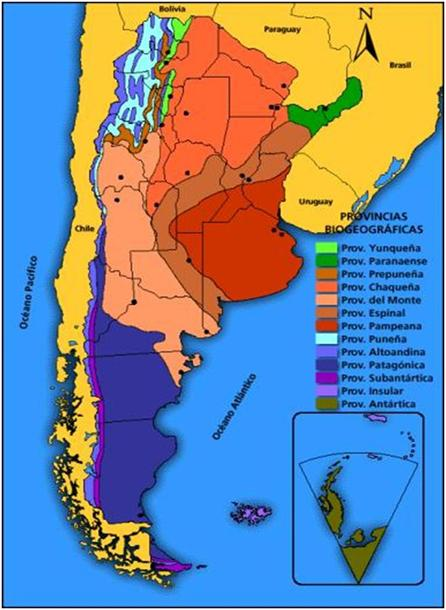 Bolivia
N
Paraguay
Brasil
Uruguay
Chile
Océano Pacífico
Océano Atlántico
PROVINCIAS
BIOGEOGRÁFICAS
Prov. Yunqueña
Prov. Paranaense
Prov. Prepuneña
Prov. Chaqueña
Prov. del Monte
Prov. Espinal
Prov. Pampeana
Prov. Puneña
Prov. Altoandina
Prov. Patagónica
Prov. Subantártica
Prov. Insular
Prov. Antártica